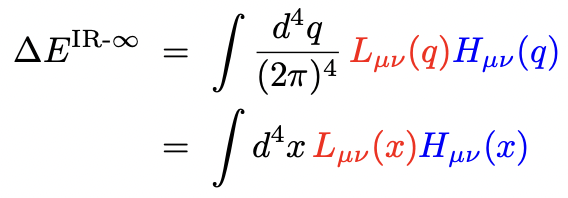 ΔE^{IR-∞} = ∫ d⁴q/(2π)⁴ L_{μν}(q)H_{μν}(q)
= ∫ d⁴x L_{μν}(x)H_{μν}(x)